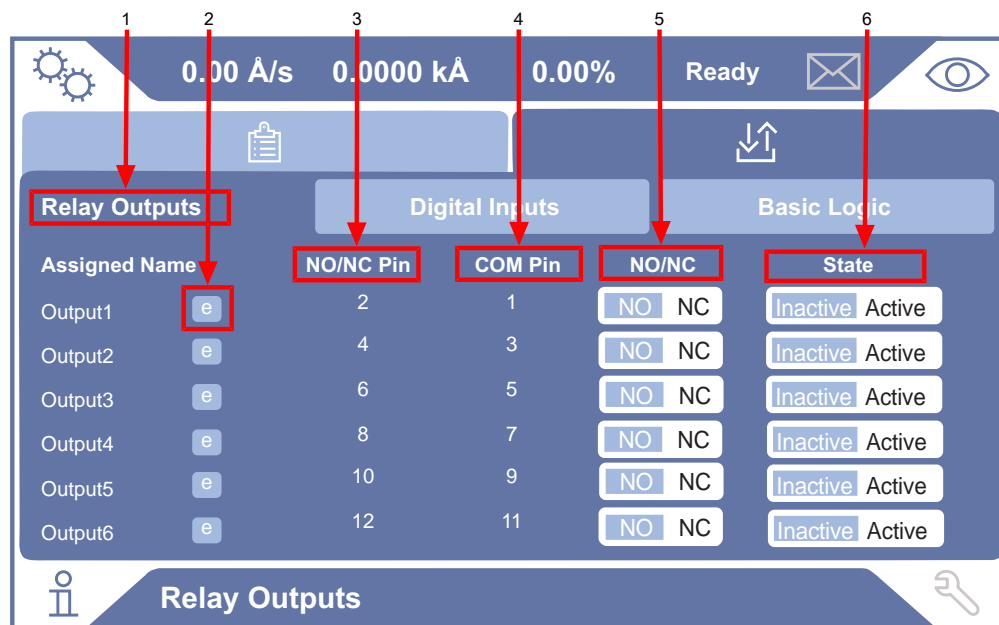 1 2 3 4 5 6
0.00 Å/s 0.0000 kÅ 0.00% Ready
Relay Outputs Digital Inputs Basic Logic
Assigned Name NO/NC Pin COM Pin NO/NC State
Output1 e 2 1 NO NC Inactive Active
Output2 e 4 3 NO NC Inactive Active
Output3 e 6 5 NO NC Inactive Active
Output4 e 8 7 NO NC Inactive Active
Output5 e 10 9 NO NC Inactive Active
Output6 e 12 11 NO NC Inactive Active
Relay Outputs